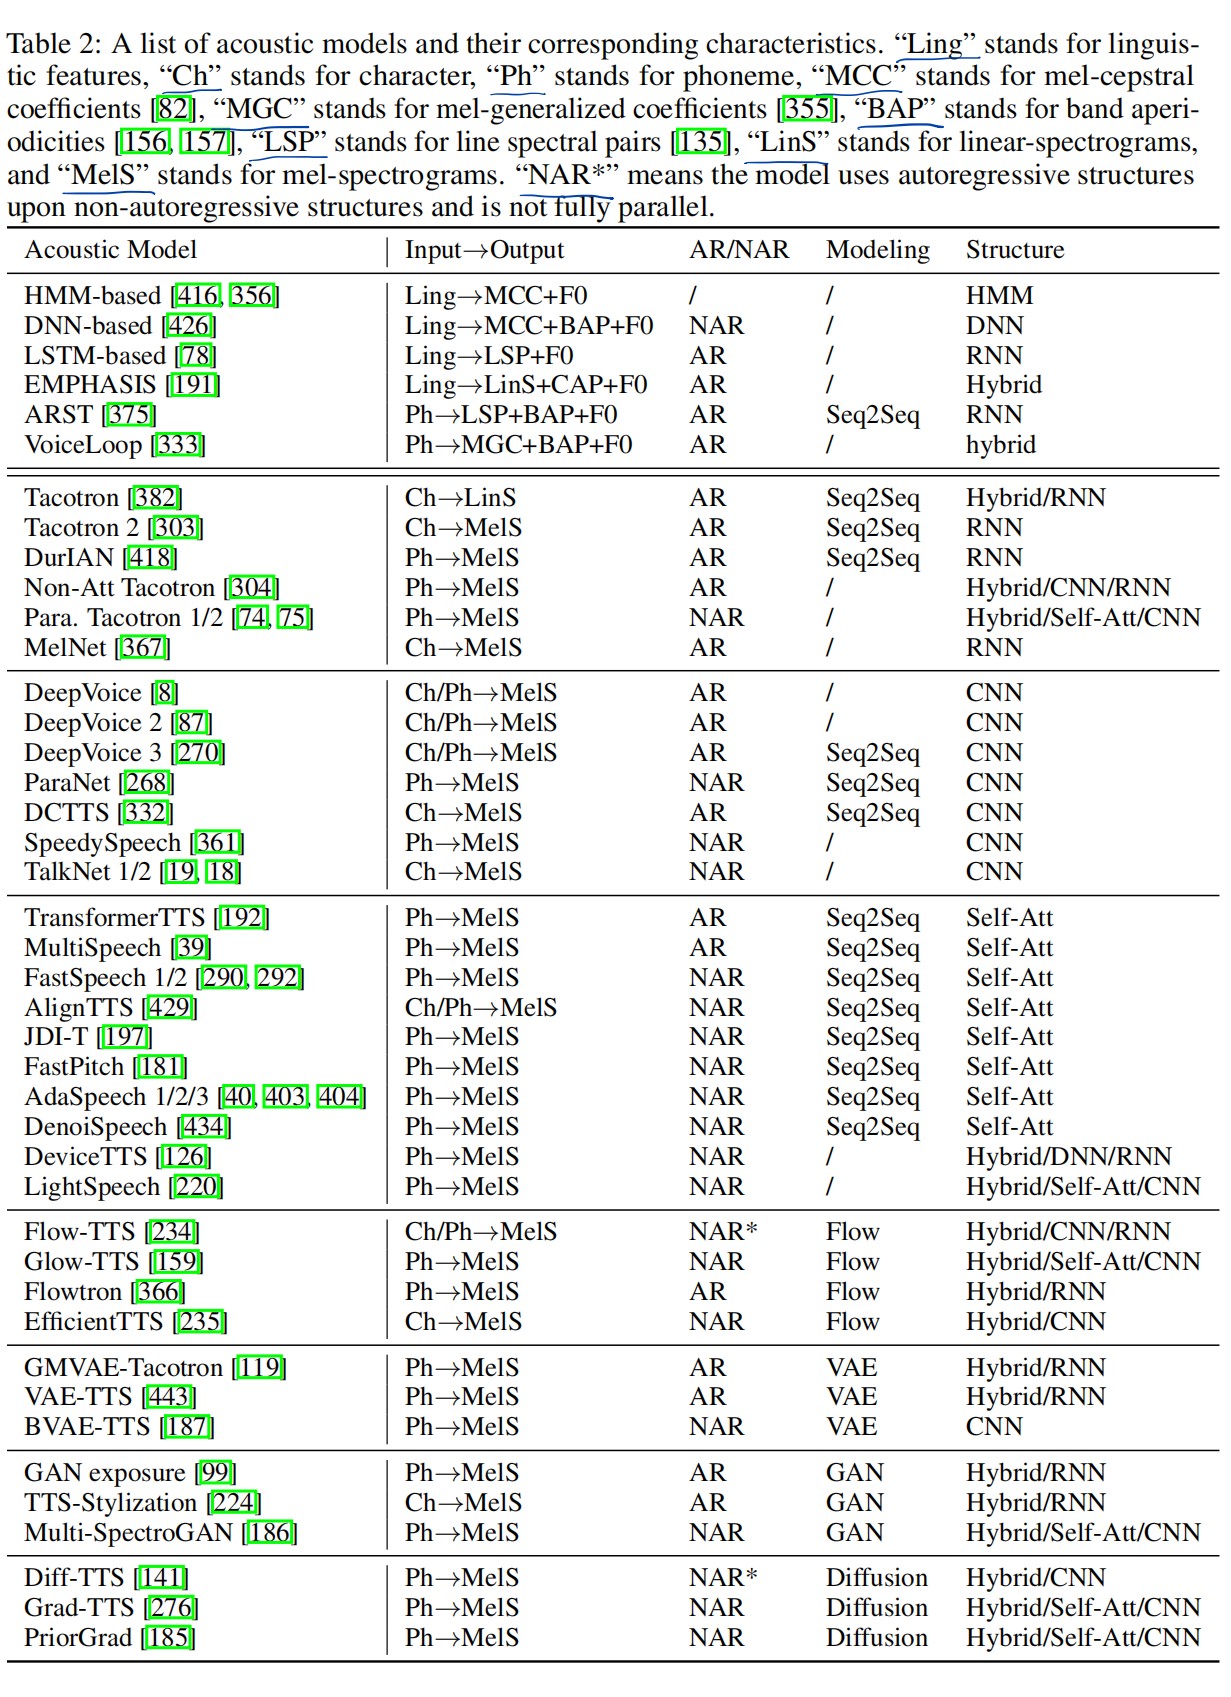 Table 2: A list of acoustic models and their corresponding characteristics. “Ling” stands for linguis-
tic features, “Ch” stands for character, “Ph” stands for phoneme, “MCC” stands for mel-cepstral
coefficients [82], “MGC” stands for mel-generalized coefficients [355], “BAP” stands for band aperi-
odicities [156, 157], “LSP” stands for line spectral pairs [135], “LinS” stands for linear-spectrograms,
and “MelS” stands for mel-spectrograms. “NAR*” means the model uses autoregressive structures
upon non-autoregressive structures and is not fully parallel.
Acoustic Model Input→Output AR/NAR Modeling Structure
HMM-based [416, 356] Ling→MCC+F0 / / HMM
DNN-based [426] Ling→MCC+BAP+F0 NAR / DNN
LSTM-based [78] Ling→LSP+F0 AR / RNN
EMPHASIS [191] Ling→LinS+CAP+F0 AR / Hybrid
ARST [375] Ph→LSP+BAP+F0 AR Seq2Seq RNN
VoiceLoop [333] Ph→MGC+BAP+F0 AR / hybrid
Tacotron [382] Ch→LinS AR Seq2Seq Hybrid/RNN
Tacotron 2 [303] Ch→MelS AR Seq2Seq RNN
DurIAN [418] Ph→MelS AR Seq2Seq RNN
Non-Att Tacotron [304] Ph→MelS AR / Hybrid/CNN/RNN
Para. Tacotron 1/2 [74, 75] Ph→MelS NAR / Hybrid/Self-Att/CNN
MelNet [367] Ch→MelS AR / RNN
DeepVoice [8] Ch/Ph→MelS AR / CNN
DeepVoice 2 [87] Ch/Ph→MelS AR / CNN
DeepVoice 3 [270] Ch/Ph→MelS AR Seq2Seq CNN
ParaNet [268] Ph→MelS NAR Seq2Seq CNN
DCTTS [332] Ch→MelS AR Seq2Seq CNN
SpeedySpeech [361] Ph→MelS NAR / CNN
TalkNet 1/2 [19, 18] Ch→MelS NAR / CNN
TransformerTTS [192] Ph→MelS AR Seq2Seq Self-Att
MultiSpeech [39] Ph→MelS AR Seq2Seq Self-Att
FastSpeech 1/2 [290, 292] Ph→MelS NAR Seq2Seq Self-Att
AlignTTS [429] Ch/Ph→MelS NAR Seq2Seq Self-Att
JDI-T [197] Ph→MelS NAR Seq2Seq Self-Att
FastPitch [181] Ph→MelS NAR Seq2Seq Self-Att
AdaSpeech 1/2/3 [40, 403, 404] Ph→MelS NAR Seq2Seq Self-Att
DenoiSpeech [434] Ph→MelS NAR Seq2Seq Self-Att
DeviceTTS [126] Ph→MelS NAR / Hybrid/DNN/RNN
LightSpeech [220] Ph→MelS NAR / Hybrid/Self-Att/CNN
Flow-TTS [234] Ch/Ph→MelS NAR* Flow Hybrid/CNN/RNN
Glow-TTS [159] Ph→MelS NAR Flow Hybrid/Self-Att/CNN
Flowtron [366] Ph→MelS AR Flow Hybrid/RNN
EfficientTTS [235] Ch→MelS NAR Flow Hybrid/CNN
GMVAE-Tacotron [119] Ph→MelS AR VAE Hybrid/RNN
VAE-TTS [443] Ph→MelS AR VAE Hybrid/RNN
BVAE-TTS [187] Ph→MelS NAR VAE CNN
GAN exposure [99] Ph→MelS AR GAN Hybrid/RNN
TTS-Stylization [224] Ch→MelS AR GAN Hybrid/RNN
Multi-SpectroGAN [186] Ph→MelS NAR GAN Hybrid/Self-Att/CNN
Diff-TTS [141] Ph→MelS NAR* Diffusion Hybrid/CNN
Grad-TTS [276] Ph→MelS NAR Diffusion Hybrid/Self-Att/CNN
PriorGrad [185] Ph→MelS NAR Diffusion Hybrid/Self-Att/CNN